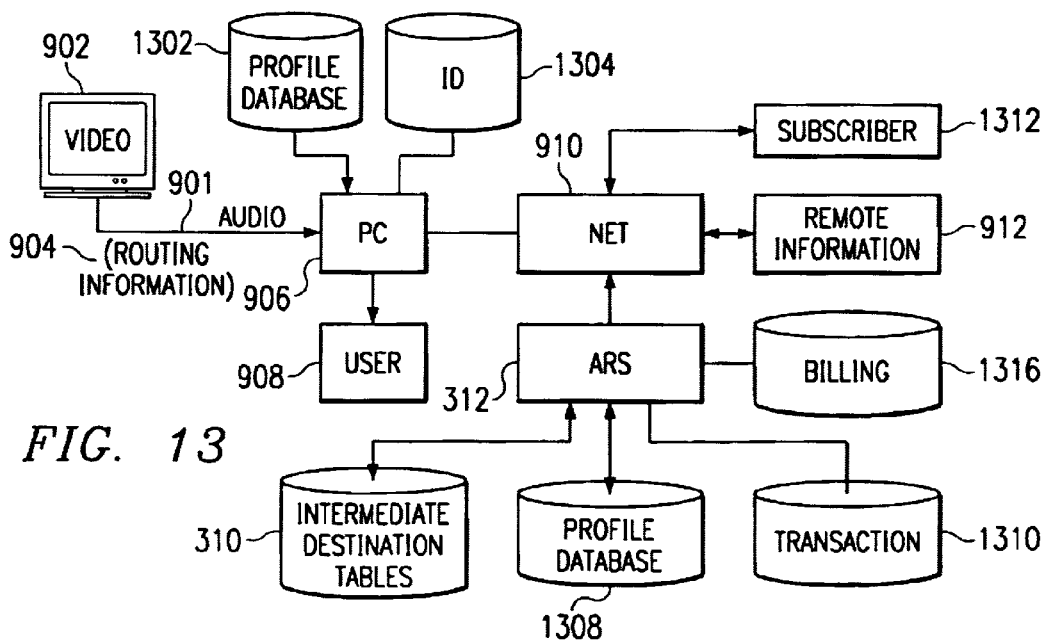 902
1302
PROFILE
DATABASE
ID
1304
VIDEO
901
AUDIO
904
(ROUTING
INFORMATION)
PC
906
910
NET
SUBSCRIBER
1312
REMOTE
INFORMATION
912
USER
908
312
ARS
BILLING
1316
FIG. 13
310
INTERMEDIATE
DESTINATION
TABLES
PROFILE
DATABASE
1308
TRANSACTION
1310